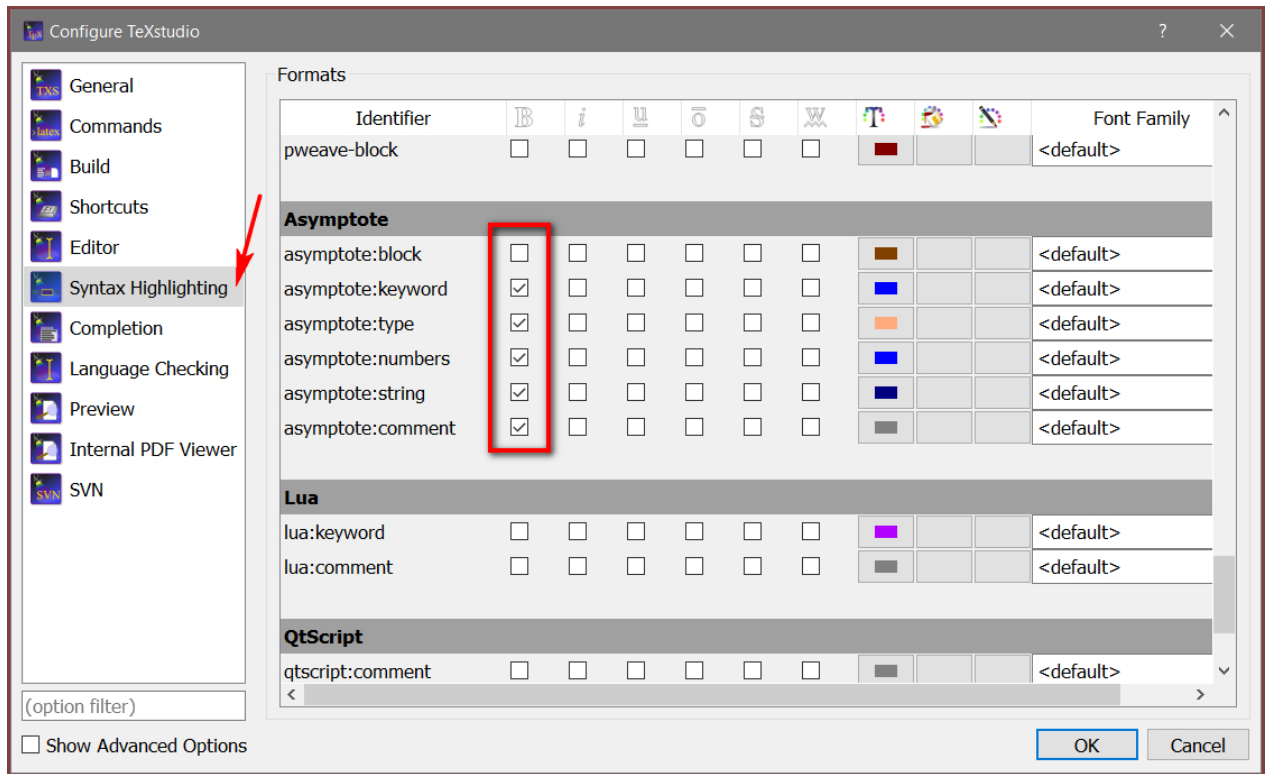 Configure TeXstudio ?
General
Commands
Build
Shortcuts
Editor
Syntax Highlighting
Completion
Language Checking
Preview
Internal PDF Viewer
SVN
(option filter)
Show Advanced Options
Formats
Identifier B i u o S W T Font Family
pweave-block <default>
Asymptote
asymptote:block <default>
asymptote:keyword <default>
asymptote:type <default>
asymptote:numbers <default>
asymptote:string <default>
asymptote:comment <default>
Lua
lua:keyword <default>
lua:comment <default>
QtScript
qtscript:comment <default>
OK Cancel